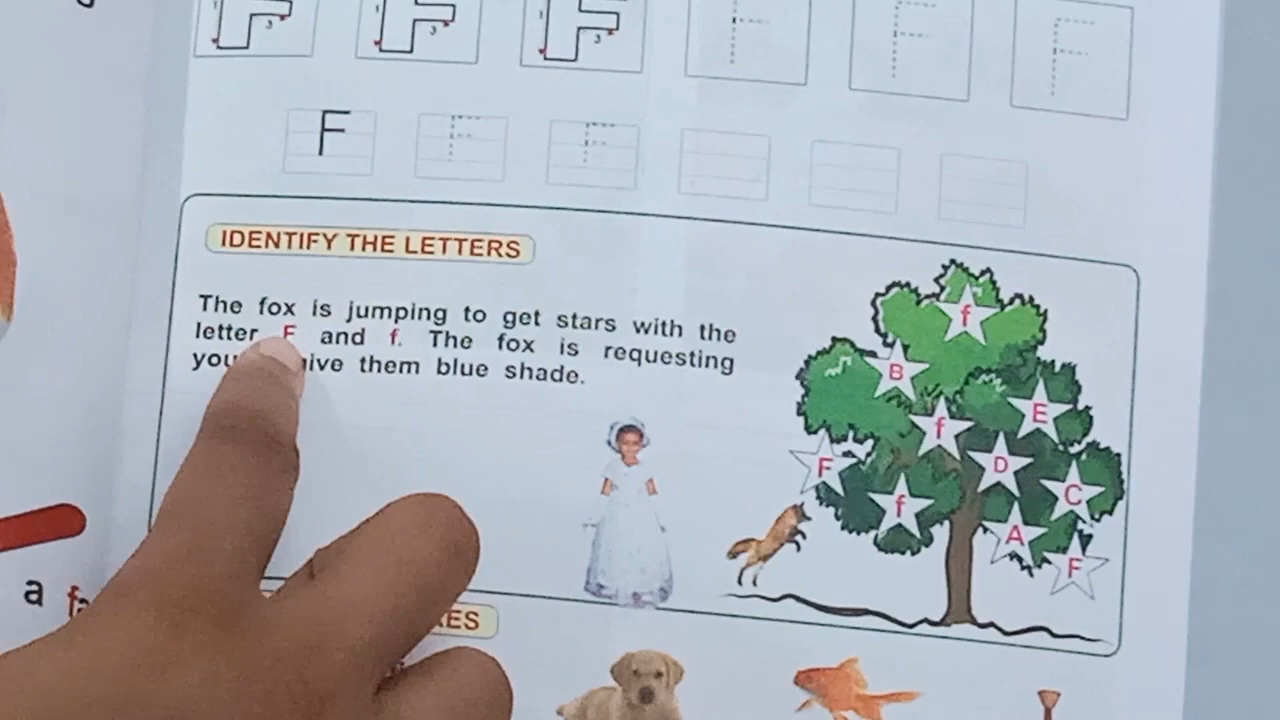 F F F F F F
F F F
IDENTIFY THE LETTERS
The fox is jumping to get stars with the
letter F and f. The fox is requesting
you give them blue shade.
f
B
E
f
F
D
C
f
A
F
a